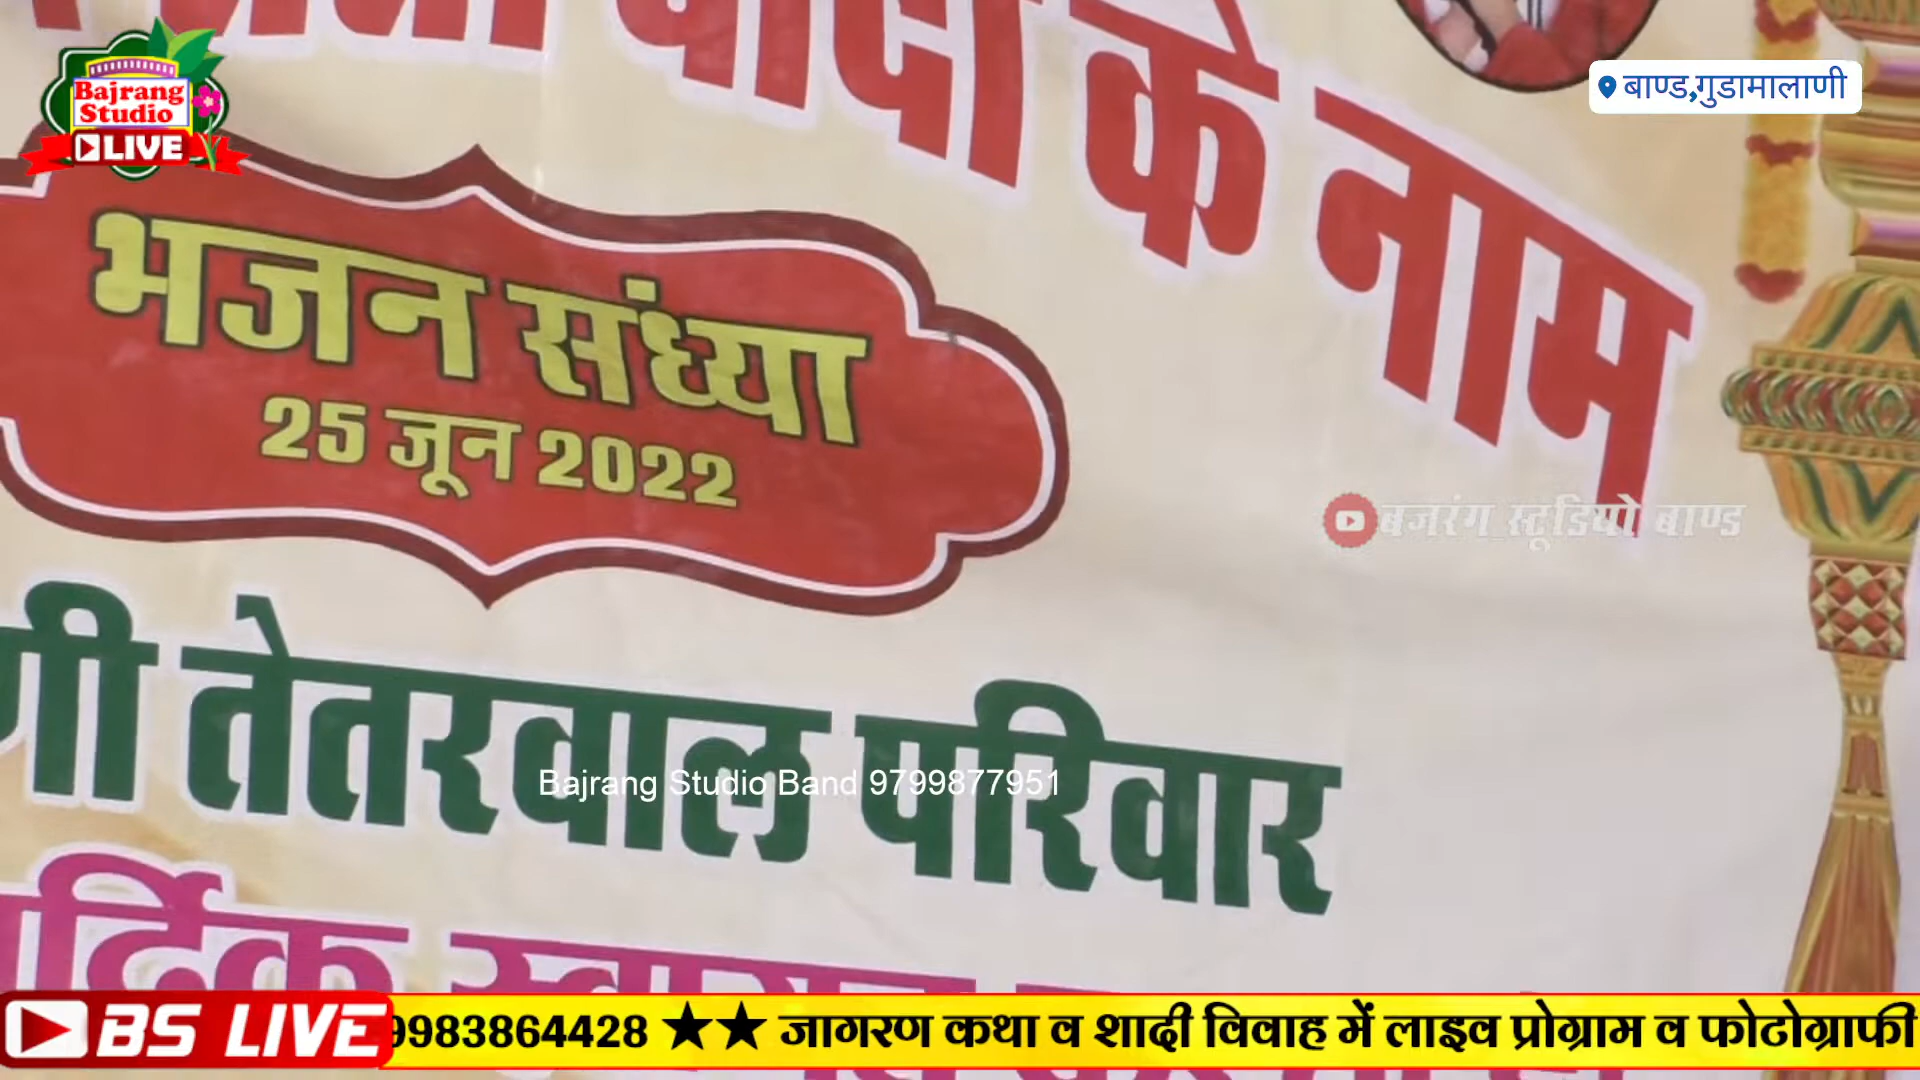 के नाम
Bajrang
Studio
LIVE
बाण्ड,गुडामालाणी
भजन संध्या
25 जून 2022
बजरंग स्टूडियो बाण्ड
तेतरवाल परिवार
Bajrang Studio Band 9799877951
BS LIVE
9983864428 ★★ जागरण कथा व शादी विवाह में लाइव प्रोग्राम व फोटोग्राफी